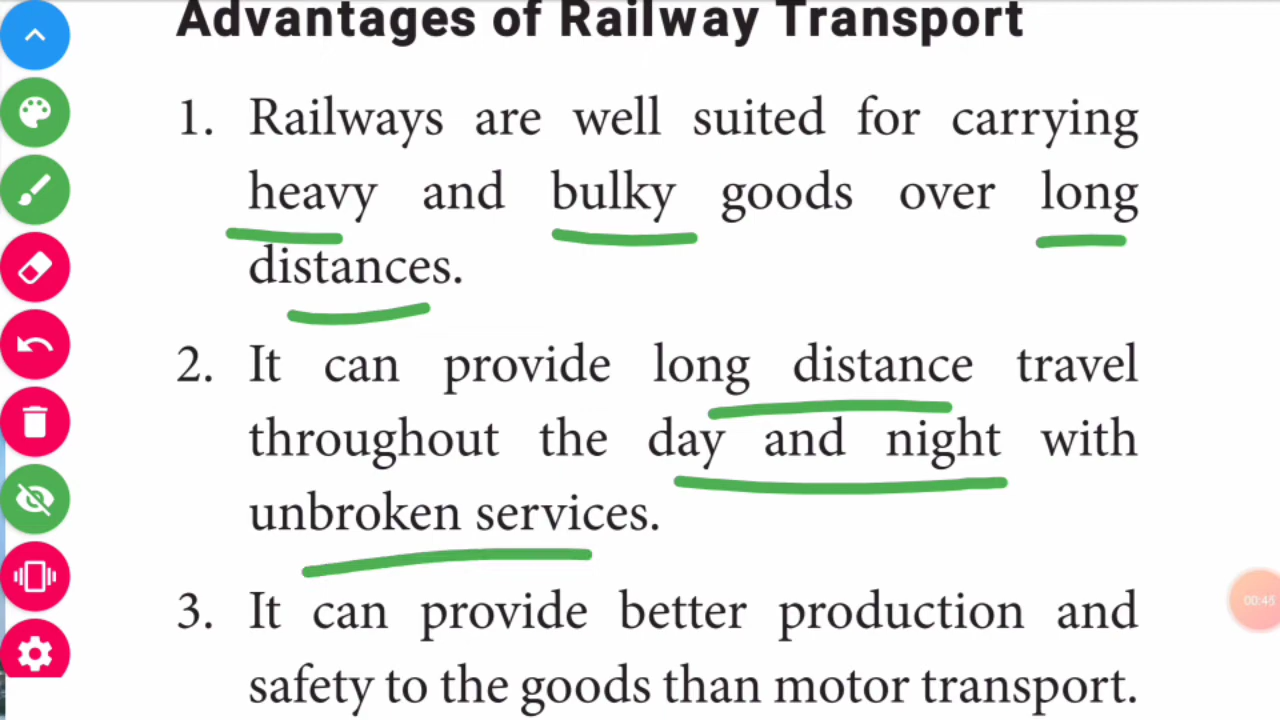 Advantages of Railway Transport
1. Railways are well suited for carrying
heavy and bulky goods over long
distances.
2. It can provide long distance travel
throughout the day and night with
unbroken services.
3. It can provide better production and
safety to the goods than motor transport.
00:48